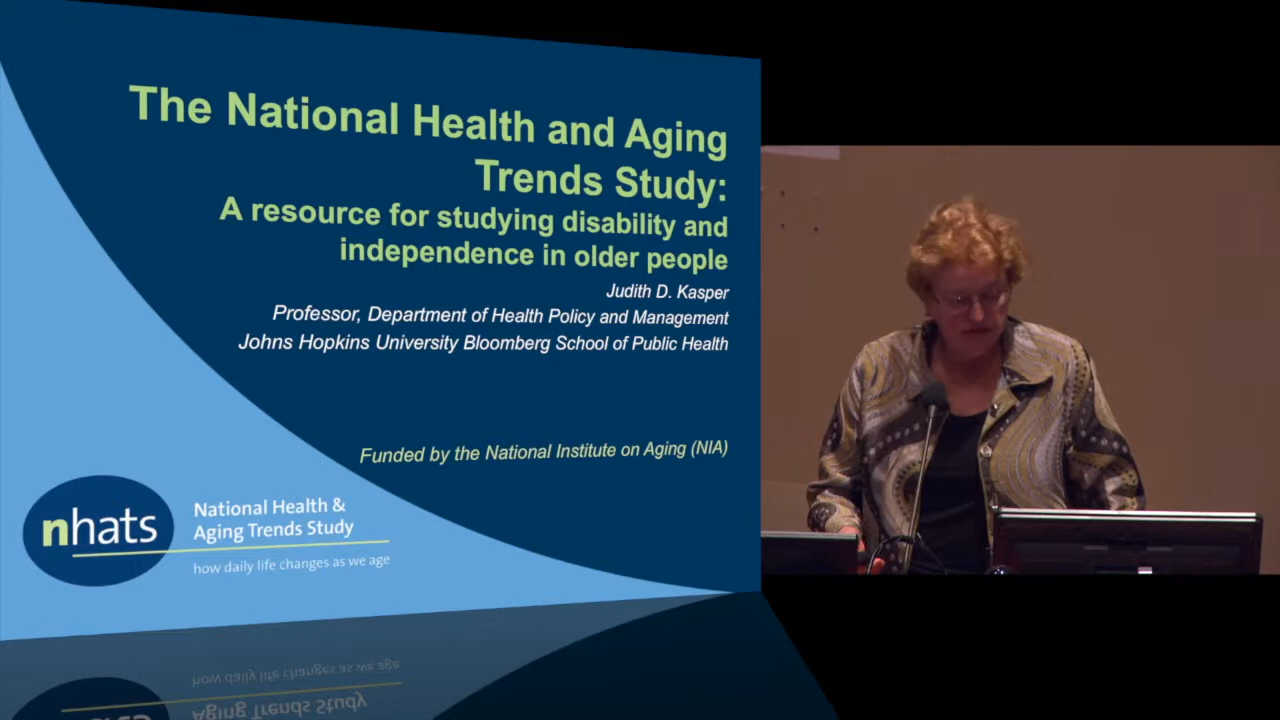 The National Health and Aging
Trends Study:
A resource for studying disability and
independence in older people
Judith D. Kasper
Professor, Department of Health Policy and Management
Johns Hopkins University Bloomberg School of Public Health
Funded by the National Institute on Aging (NIA)
nhats
National Health &
Aging Trends Study
how daily life changes as we age